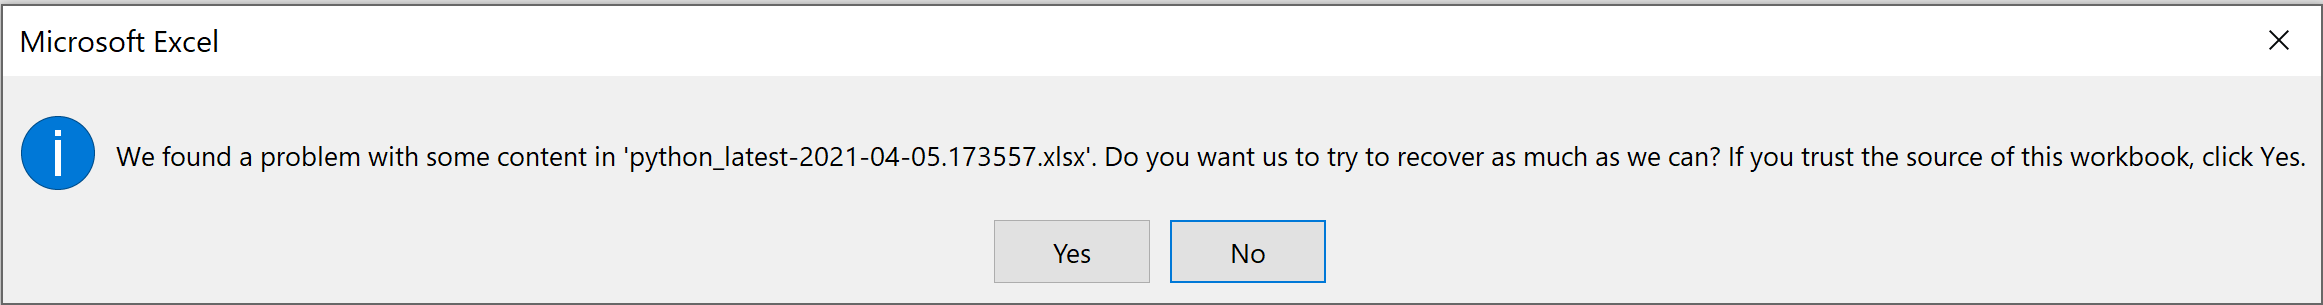 Microsoft Excel
We found a problem with some content in 'python_latest-2021-04-05.173557.xlsx'. Do you want us to try to recover as much as we can? If you trust the source of this workbook, click Yes.
Yes
No